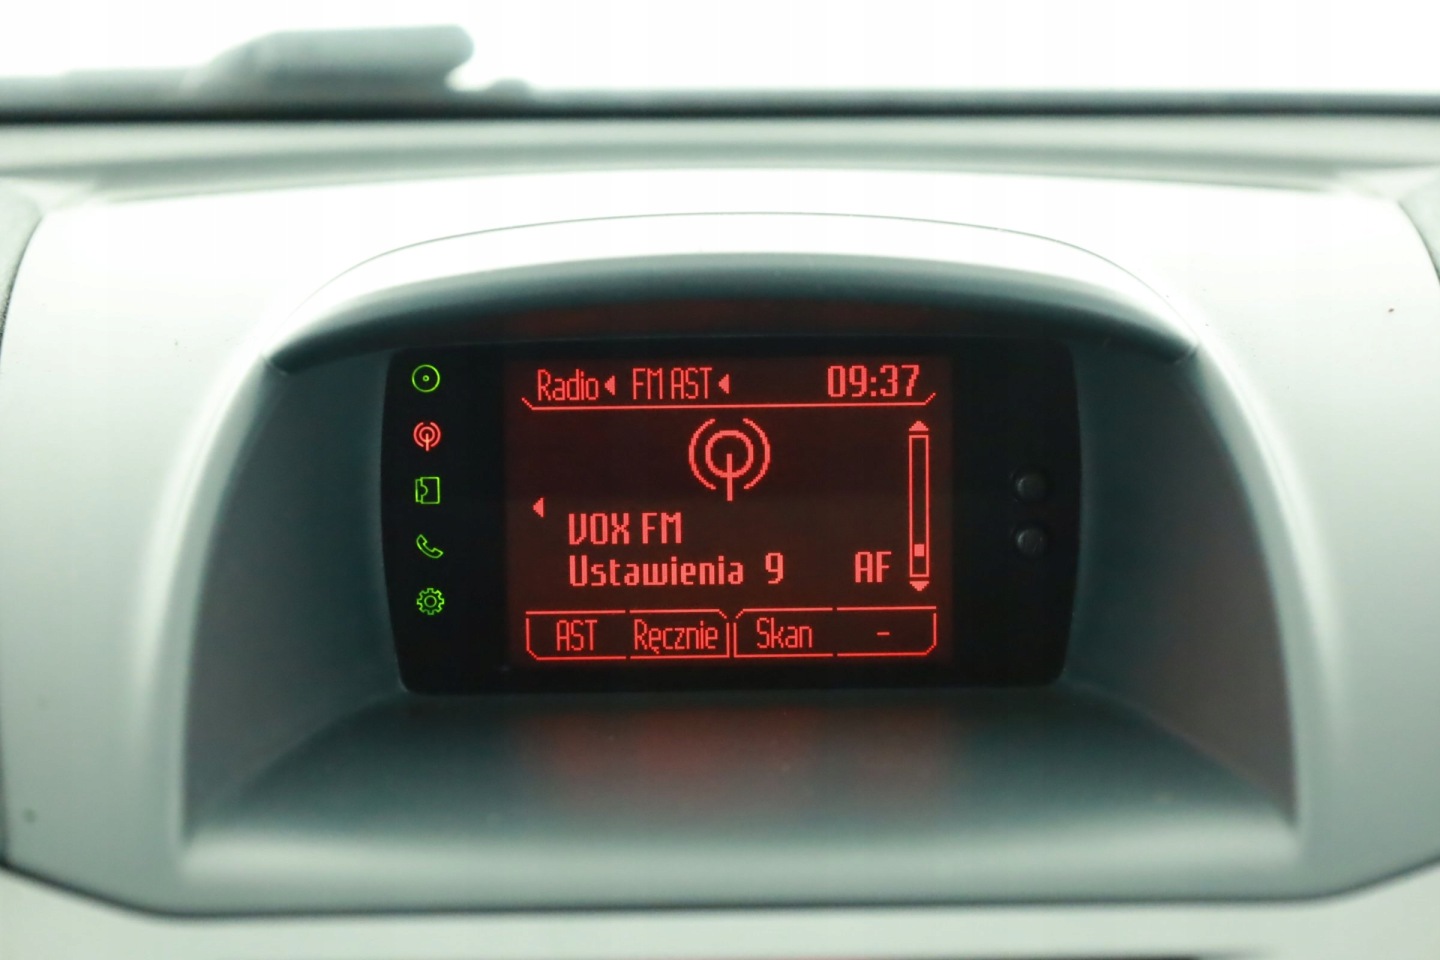 Radio FM AST 09:37
VOX FM
Ustawienia 9 AF
AST Ręcznie Skan -